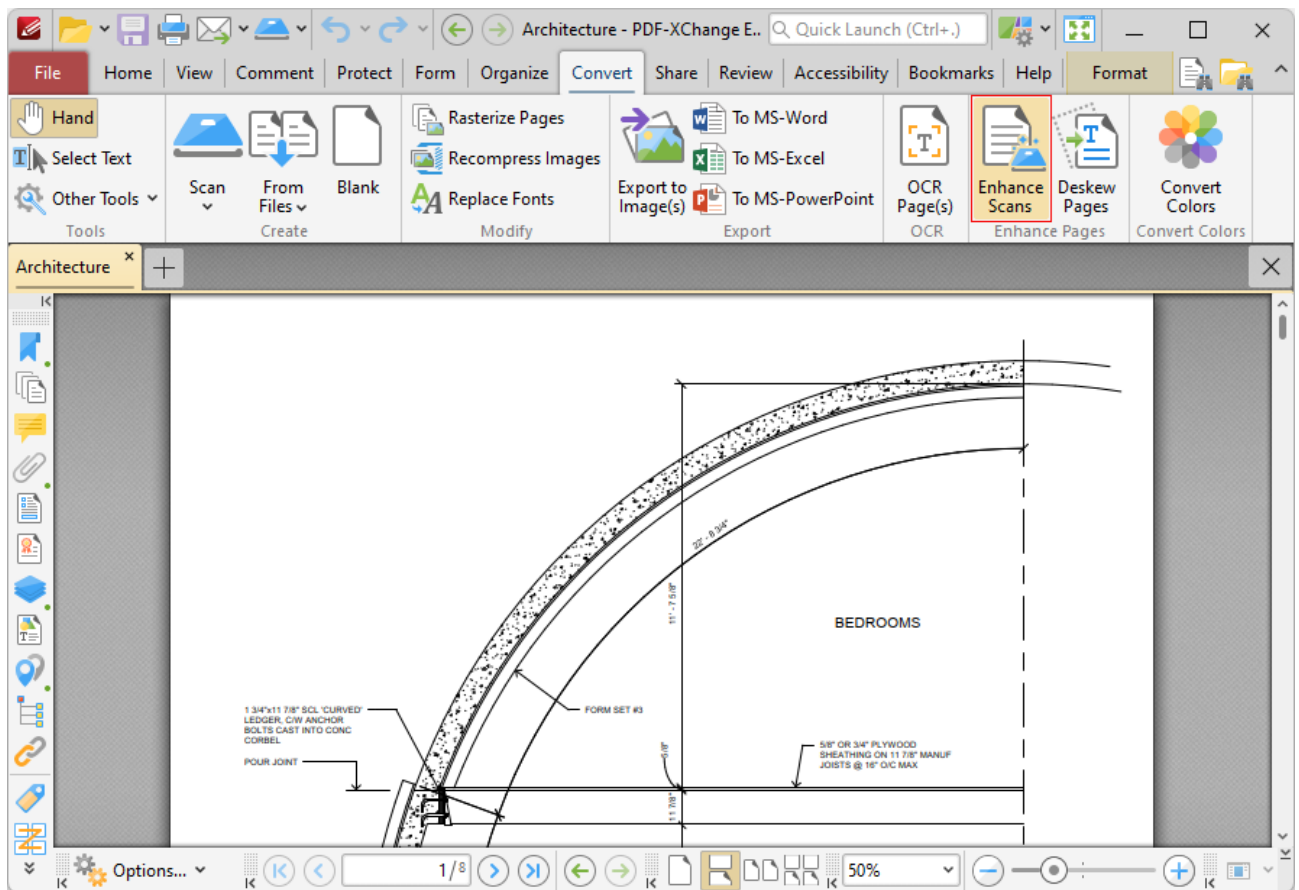 Architecture - PDF-XChange E..
Quick Launch (Ctrl+.)
File Home View Comment Protect Form Organize Convert Share Review Accessibility Bookmarks Help Format
Hand
Select Text
Other Tools
Tools
Scan
From
Files
Blank
Create
Rasterize Pages
Recompress Images
Replace Fonts
Modify
Export to
Image(s)
To MS-Word
To MS-Excel
To MS-PowerPoint
Export
OCR
Page(s)
OCR
Enhance
Scans
Deskew
Pages
Enhance Pages
Convert
Colors
Convert Colors
Architecture
22' - 8 3/4"
11' - 7 5/8"
BEDROOMS
1 3/4"x11 7/8" SCL 'CURVED'
LEDGER, C/W ANCHOR
BOLTS CAST INTO CONC
CORBEL
POUR JOINT
FORM SET #3
5/8"
5/8" OR 3/4" PLYWOOD
SHEATHING ON 11 7/8" MANUF
JOISTS @ 16" O/C MAX
11 7/8"
Options...
1/8
50%